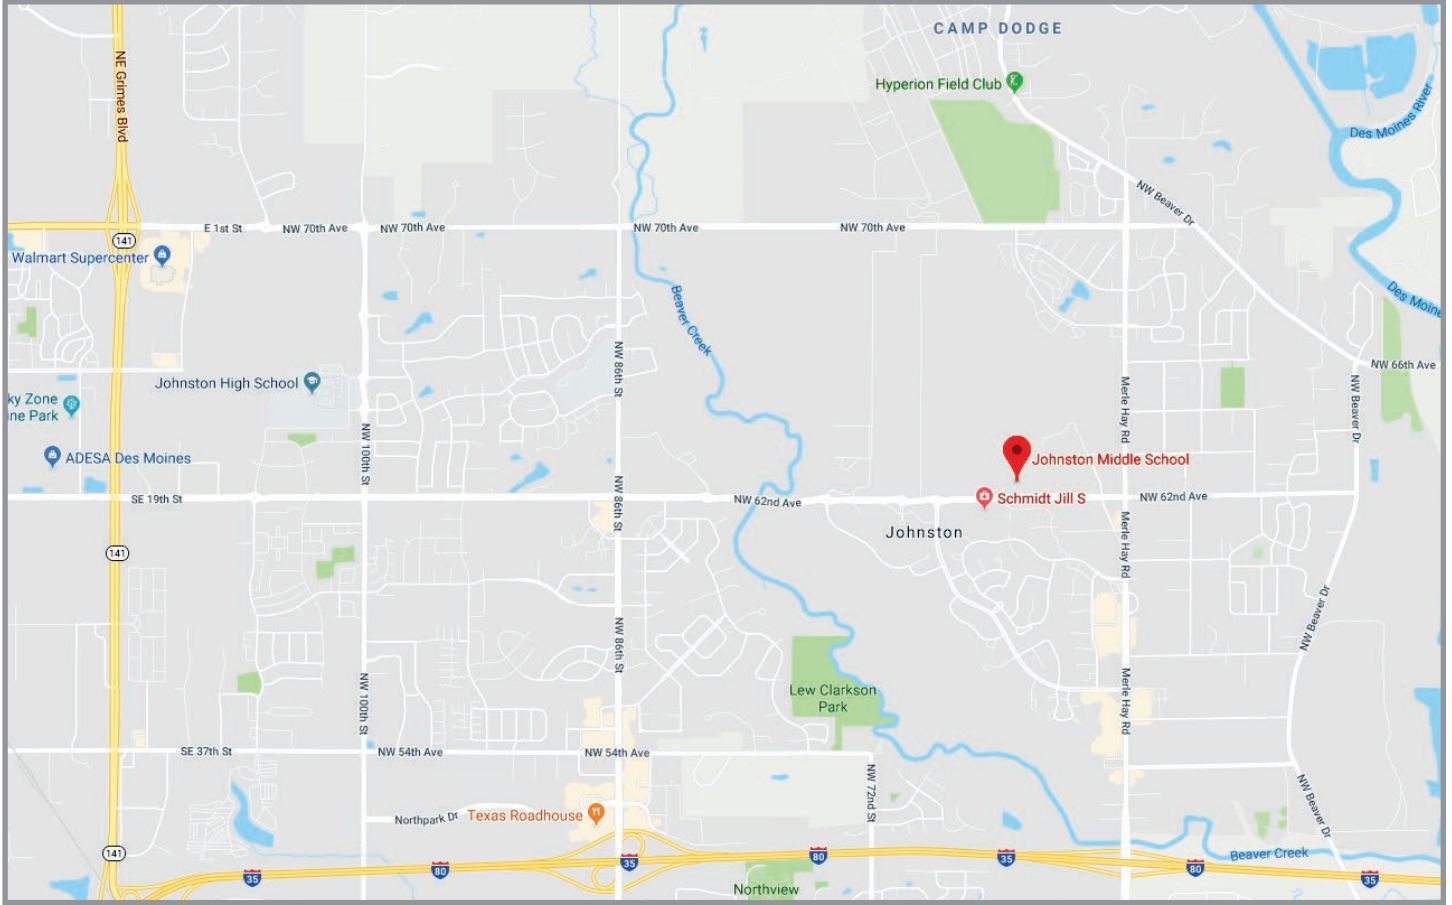 CAMP DODGE
NE Grimes Blvd
Hyperion Field Club
Des Moines River
NW Beaver Dr
E 1st St
NW 70th Ave
NW 70th Ave
NW 70th Ave
NW 70th Ave
141
Walmart Supercenter
Des Moine
Beaver Creek
NW 86th St
NW 66th Ave
Johnston High School
NW Beaver Dr
Merle Hay Rd
ky Zone
ine Park
NW 100th St
ADESA Des Moines
Johnston Middle School
SE 19th St
NW 86th St
NW 62nd Ave
Schmidt Jill S
NW 62nd Ave
Johnston
Merle Hay Rd
141
NW Beaver Dr
NW 86th St
Lew Clarkson
Park
NW 100th St
Merle Hay Rd
SE 37th St
NW 54th Ave
NW 54th Ave
NW 72nd St
NW Beaver Dr
Northpark Dr
Texas Roadhouse
141
35
80
35
80
35
80
35
Beaver Creek
Northview